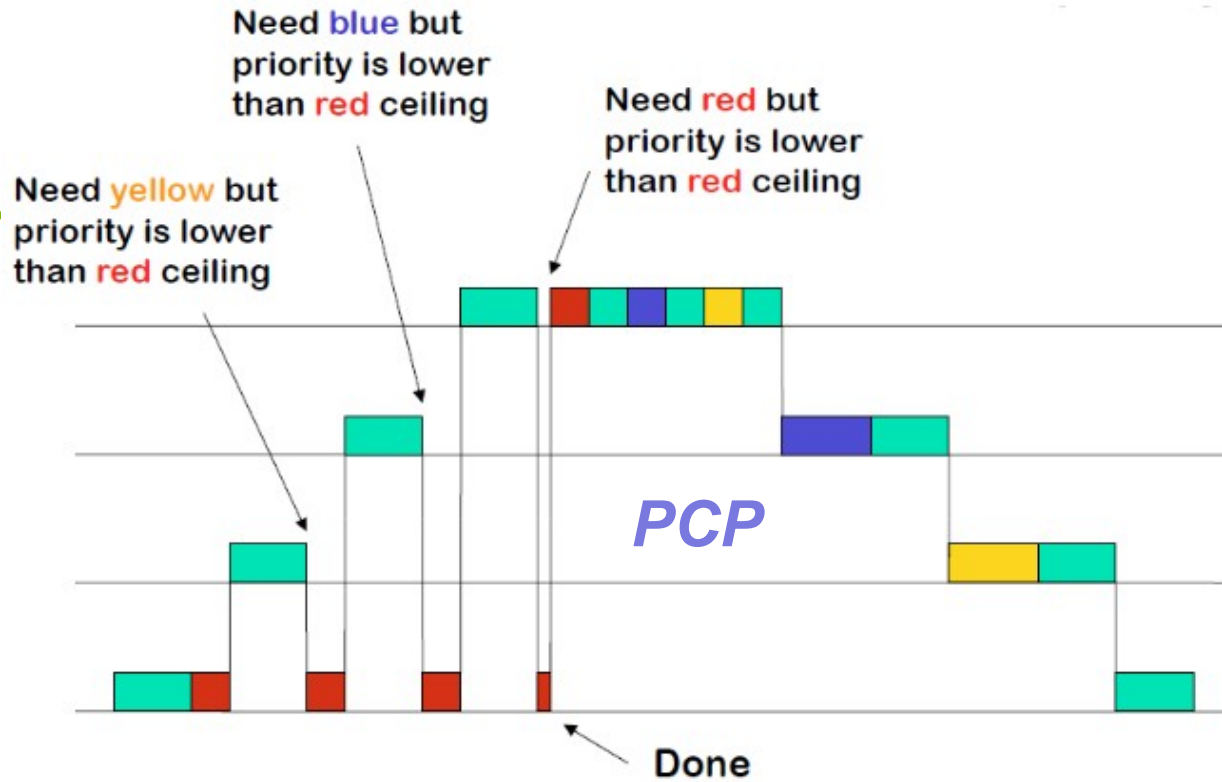 Need blue but
priority is lower
than red ceiling
Need red but
priority is lower
than red ceiling
Need yellow but
priority is lower
than red ceiling
PCP
Done